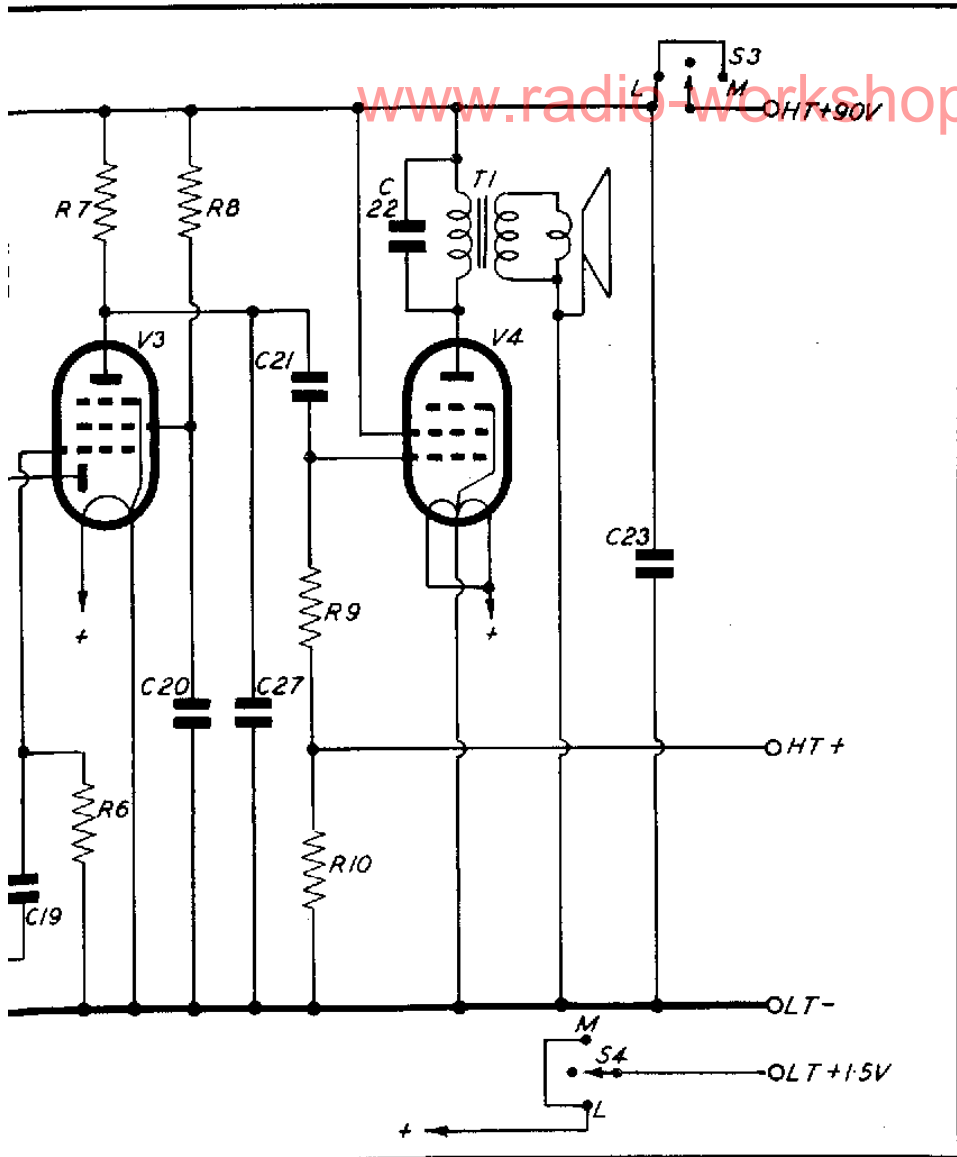 S3
L
M
www.radio-workshop
HT+90V
C
22
T1
R7
R8
V3
V4
C21
C23
R9
+
+
C20
C27
HT+
R6
R10
C19
LT-
M
S4
LT+1·5V
L
+